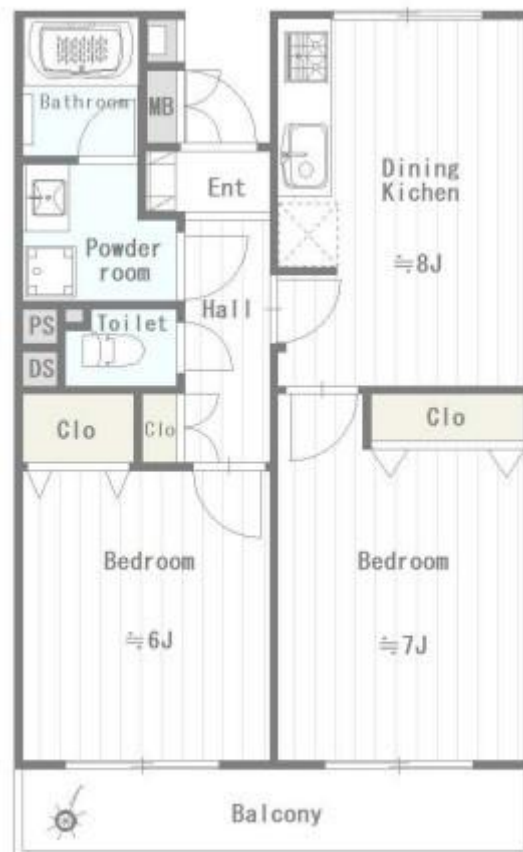 Bathroom
MB
Ent
Dining
Kichen
≒8J
Powder
room
Hall
PS
Toilet
DS
Clo
Clo
Clo
Bedroom
≒6J
Bedroom
≒7J
Balcony